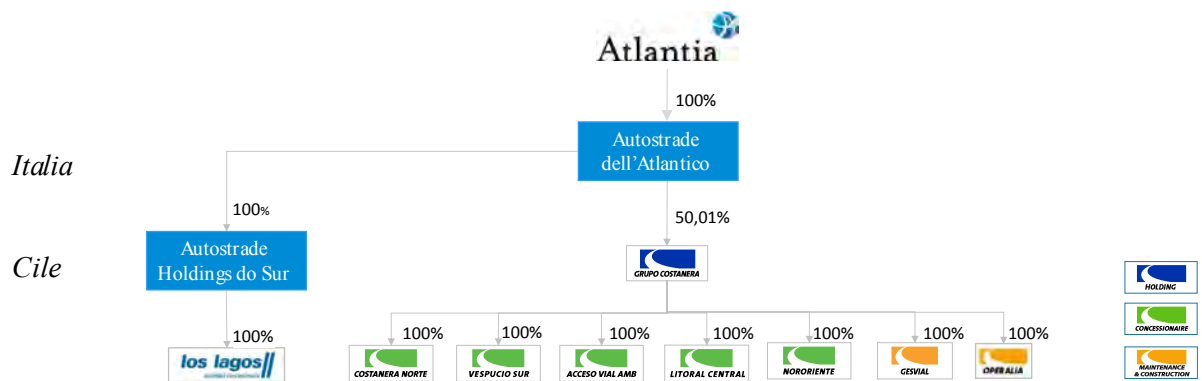 Atlantia
100%
Autostrade
dell'Atlantico
Italia
100%
50,01%
Autostrade
Holdings do Sur
Cile
GRUPO COSTANERA
HOLDING
CONCESSIONAIRE
100%
100%
100%
100%
100%
100%
100%
100%
los lagos
COSTANERA NORTE
VESPUCIO SUR
ACCESO VIAL AMB
LITORAL CENTRAL
NORORIENTE
GESVIAL
OPERALIA
MAINTENANCE
& CONSTRUCTION